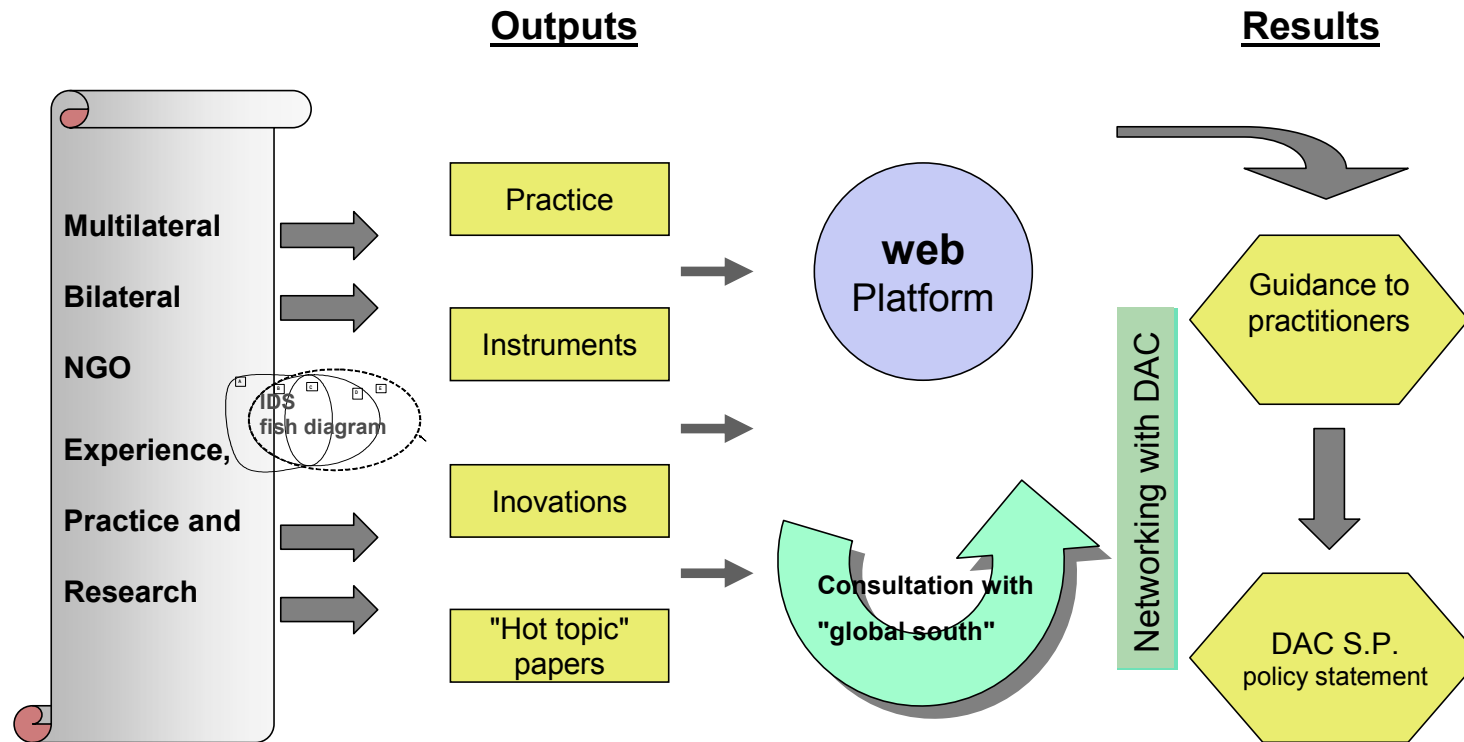 Outputs
Results
Multilateral
Bilateral
NGO
Experience,
Practice and
Research
IDS
fish diagram
Practice
Instruments
Inovations
"Hot topic"
papers
web
Platform
Consultation with
"global south"
Networking with DAC
Guidance to
practitioners
DAC S.P.
policy statement